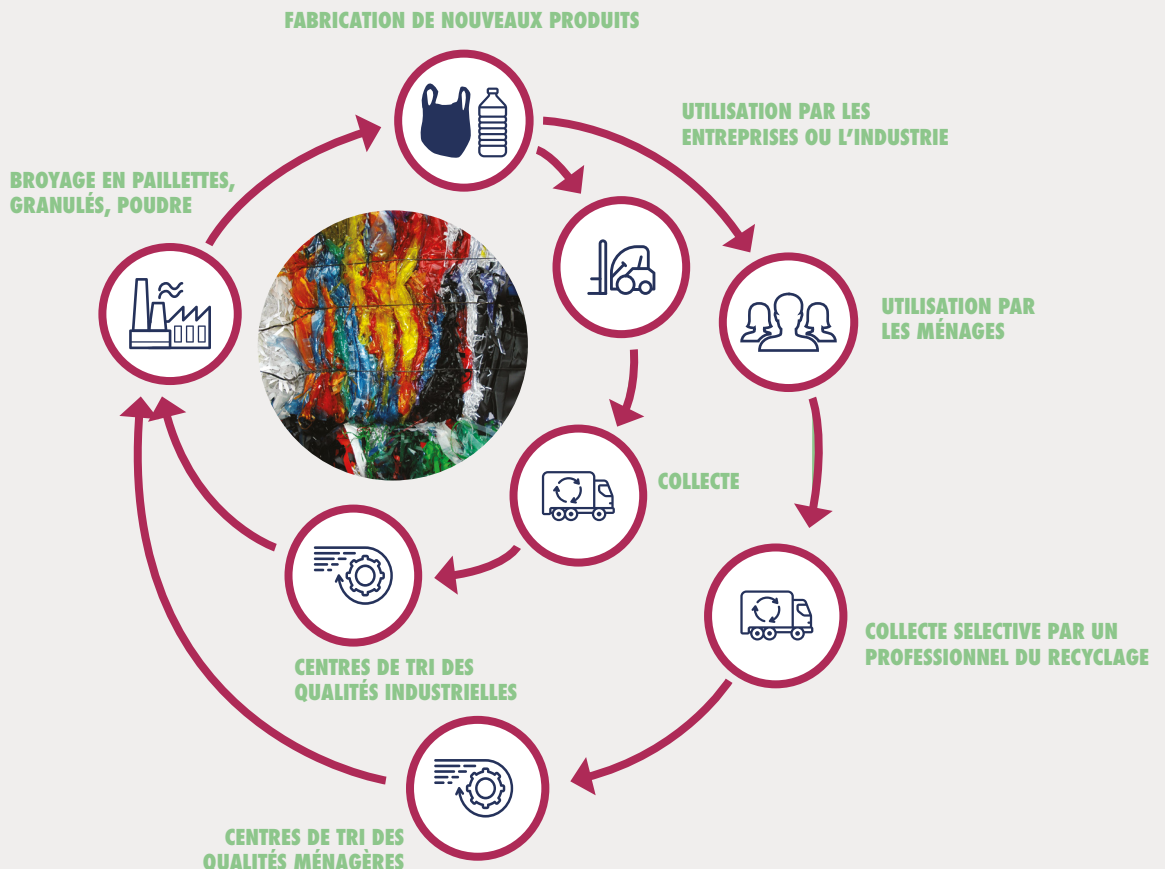 FABRICATION DE NOUVEAUX PRODUITS
UTILISATION PAR LES
ENTREPRISES OU L’INDUSTRIE
BROYAGE EN PAILLETTES,
GRANULÉS, POUDRE
UTILISATION PAR
LES MÉNAGES
COLLECTE
COLLECTE SELECTIVE PAR UN
PROFESSIONNEL DU RECYCLAGE
CENTRES DE TRI DES
QUALITÉS INDUSTRIELLES
CENTRES DE TRI DES
QUALITÉS MÉNAGÈRES